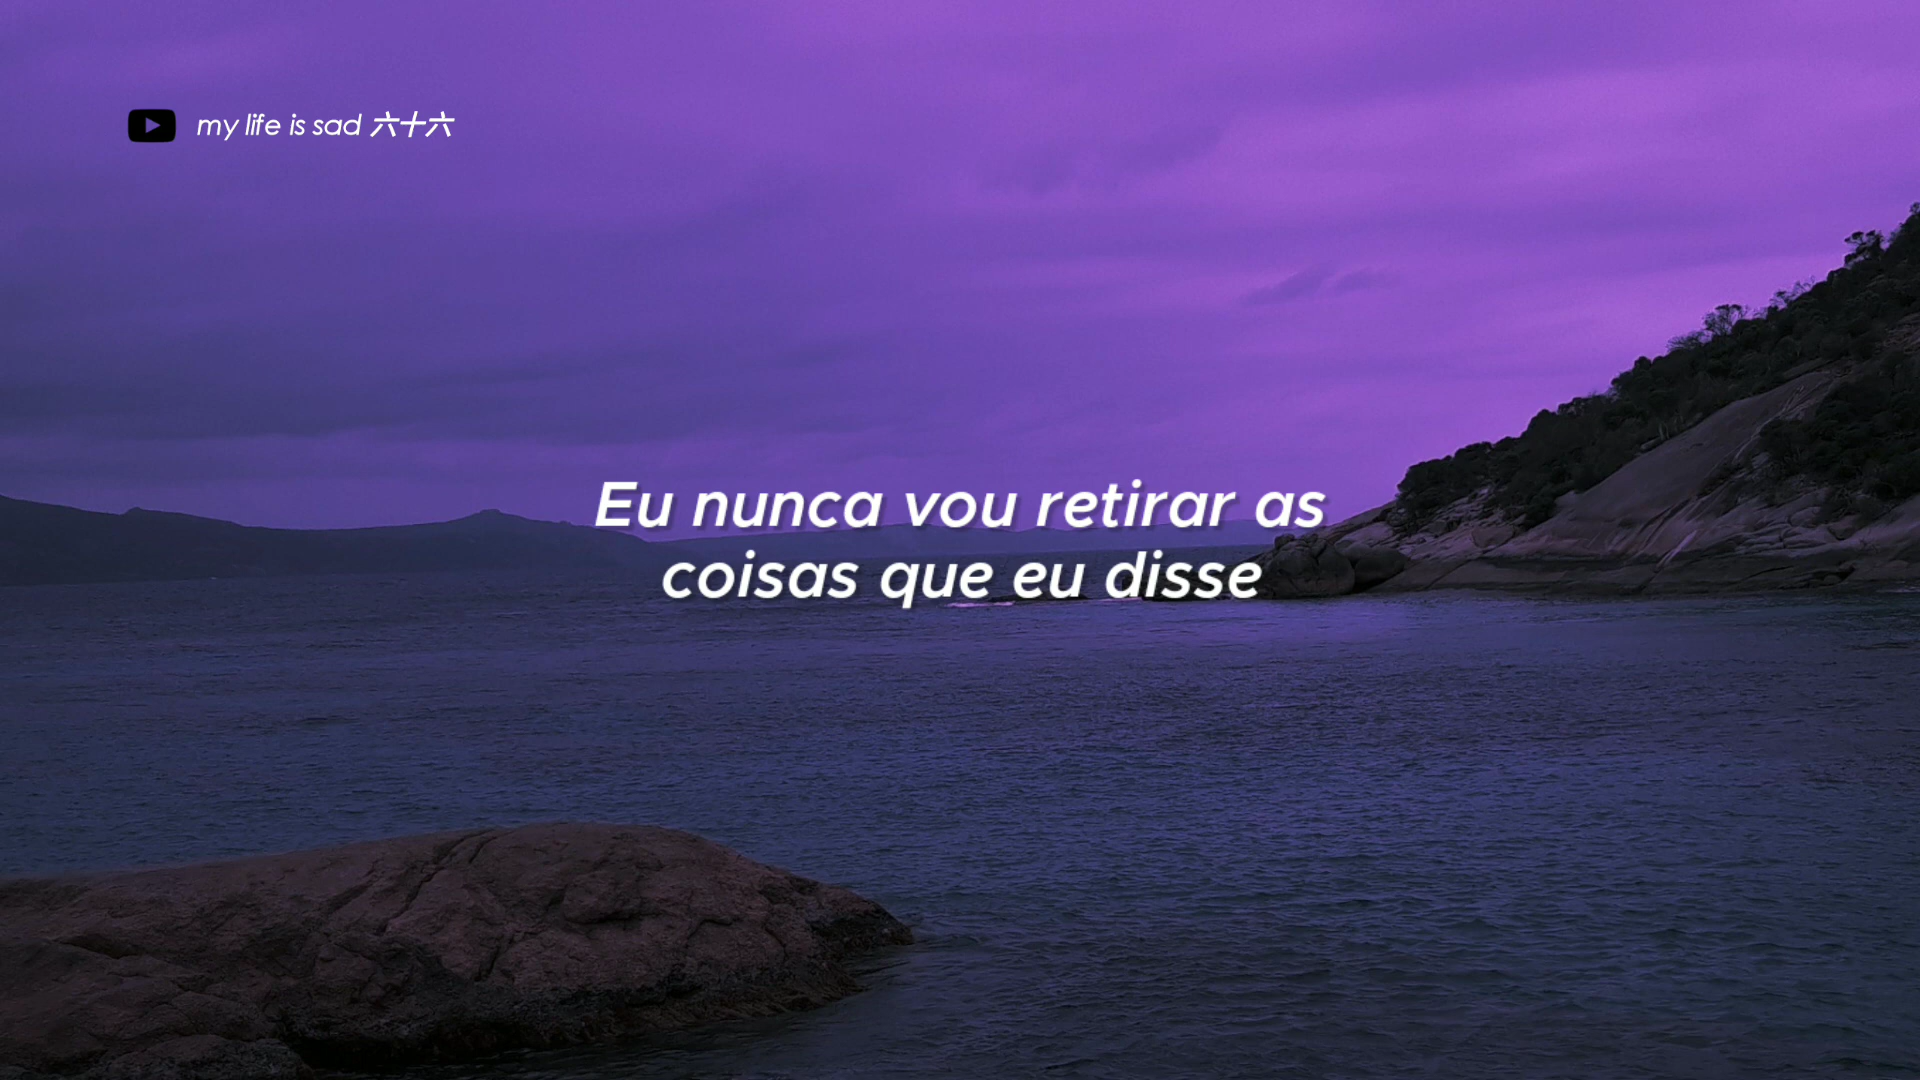 my life is sad 六十六
Eu nunca vou retirar as
coisas que eu disse